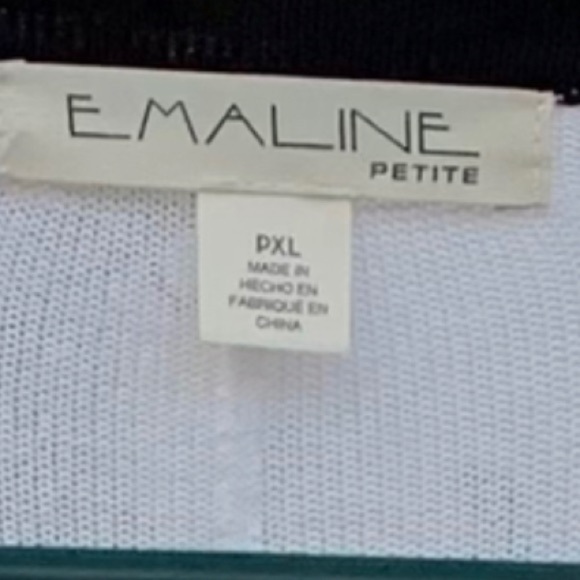 EMALINE
PETITE
PXL
MADE IN
HECHO EN
FABRIQUÉ EN
CHINA